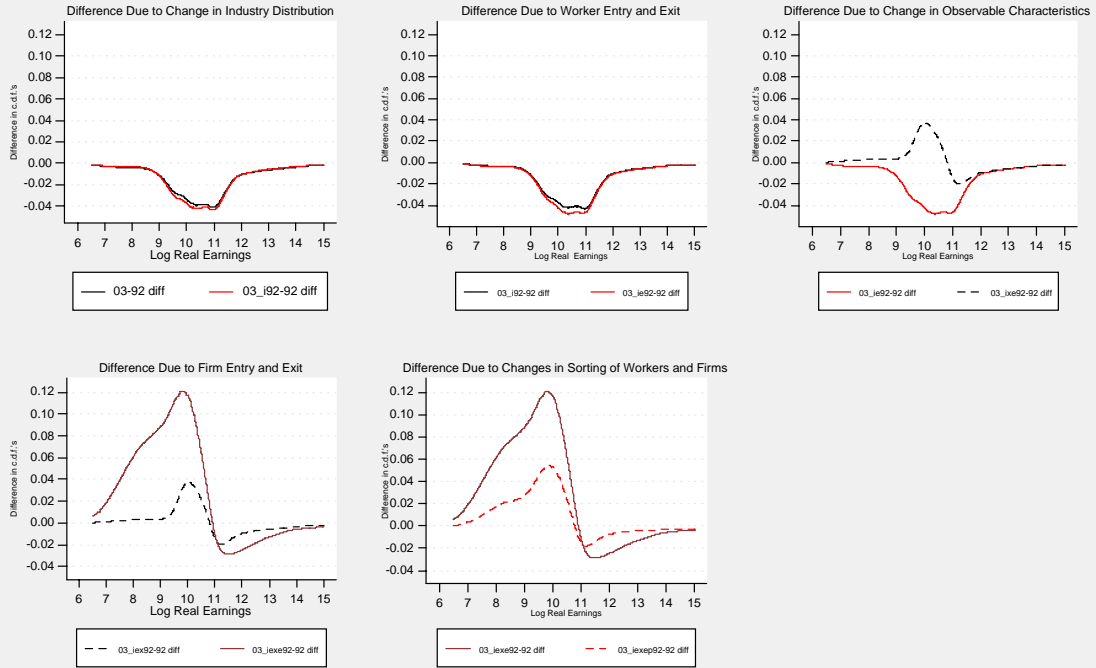 Difference Due to Change in Industry Distribution
Difference in c.d.f.'s
0.12
0.10
0.08
0.06
0.04
0.02
0.00
-0.02
-0.04
6 7 8 9 10 11 12 13 14 15
Log Real Earnings
03-92 diff 03_i92-92 diff
Difference Due to Worker Entry and Exit
Difference in c.d.f.'s
0.12
0.10
0.08
0.06
0.04
0.02
0.00
-0.02
-0.04
6 7 8 9 10 11 12 13 14 15
Log Real Earnings
03_i92-92 diff 03_ie92-92 diff
Difference Due to Change in Observable Characteristics
Difference in c.d.f.'s
0.12
0.10
0.08
0.06
0.04
0.02
0.00
-0.02
-0.04
6 7 8 9 10 11 12 13 14 15
Log Real Earnings
03_ie92-92 diff 03_ixe92-92 diff
Difference Due to Firm Entry and Exit
Difference in c.d.f.'s
0.12
0.10
0.08
0.06
0.04
0.02
0.00
-0.02
-0.04
6 7 8 9 10 11 12 13 14 15
Log Real Earnings
03_iex92-92 diff 03_iexe92-92 diff
Difference Due to Changes in Sorting of Workers and Firms
Difference in c.d.f.'s
0.12
0.10
0.08
0.06
0.04
0.02
0.00
-0.02
-0.04
6 7 8 9 10 11 12 13 14 15
Log Real Earnings
03_iexe92-92 diff 03_ixexep92-92 diff